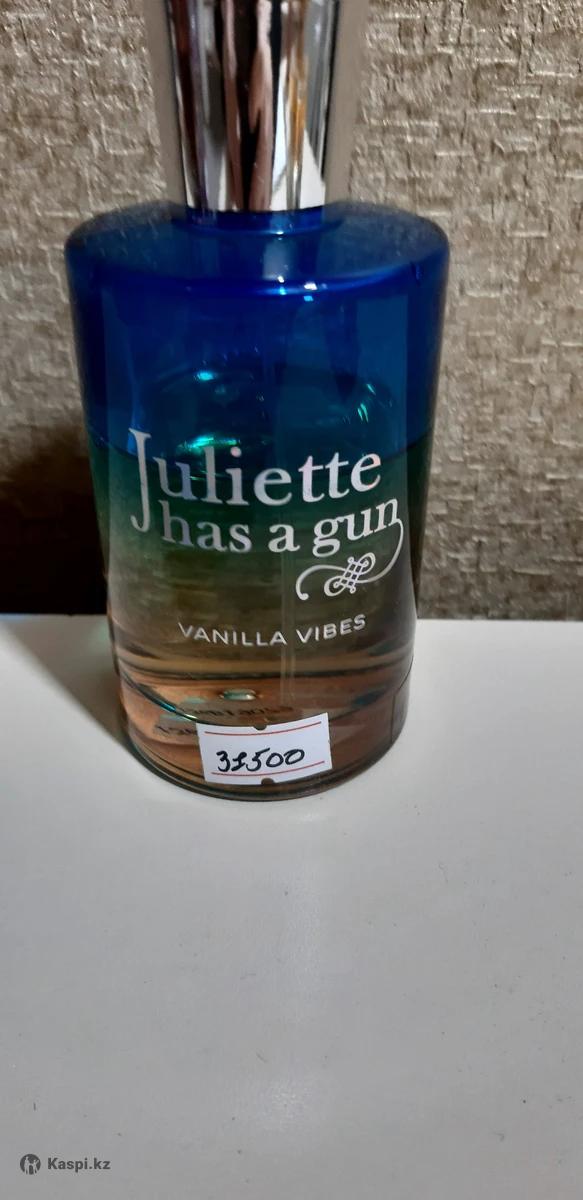 Juliette
has a gun
VANILLA VIBES
31500
Kaspi.kz